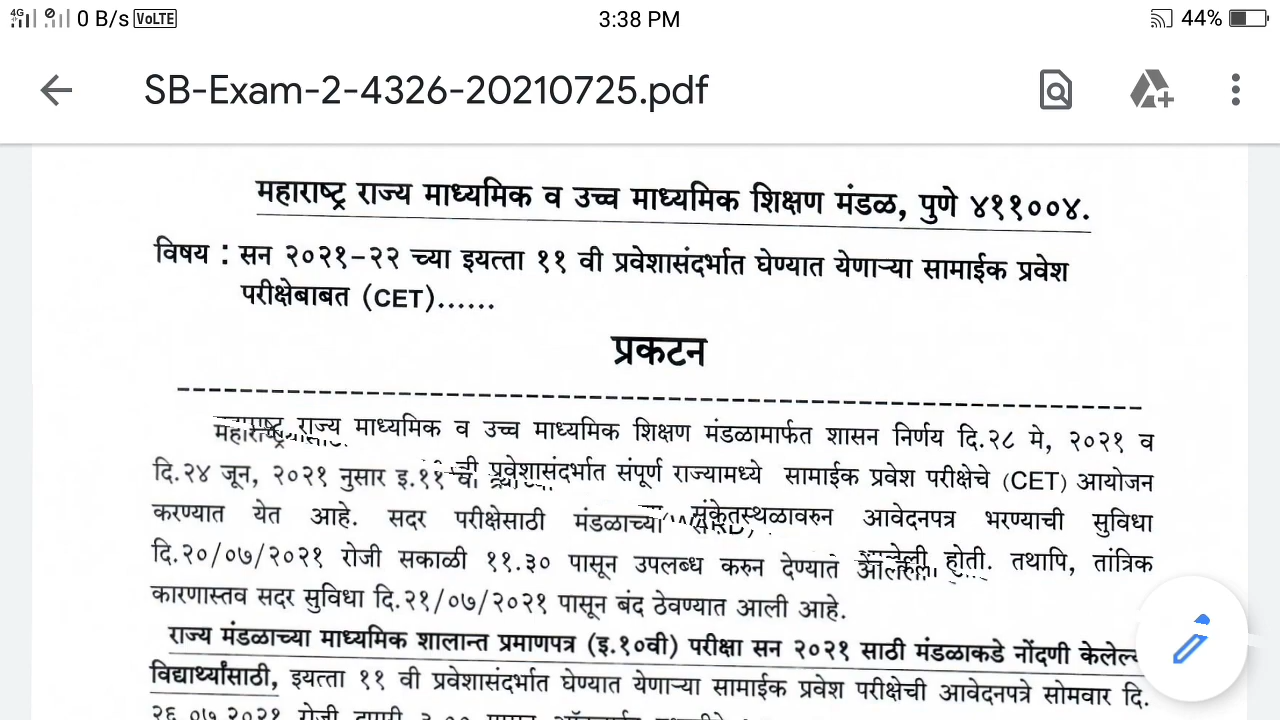 4G 0 B/s VoLTE 3:38 PM 44%
SB-Exam-2-4326-20210725.pdf
महाराष्ट्र राज्य माध्यमिक व उच्च माध्यमिक शिक्षण मंडळ, पुणे ४११००४.
विषय : सन २०२१-२२ च्या इयत्ता ११ वी प्रवेशासंदर्भात घेण्यात येणाऱ्या सामाईक प्रवेश
परीक्षेबाबत (CET)......
प्रकटन
महाराष्ट्र राज्य माध्यमिक व उच्च माध्यमिक शिक्षण मंडळामार्फत शासन निर्णय दि.२८ मे, २०२१ व
दि.२४ जून, २०२१ नुसार इ.११ वी प्रवेशासंदर्भात संपूर्ण राज्यामध्ये सामाईक प्रवेश परीक्षेचे (CET) आयोजन
करण्यात येत आहे. सदर परीक्षेसाठी मंडळाच्या संकेतस्थळावरुन आवेदनपत्र भरण्याची सुविधा
दि.२०/०७/२०२१ रोजी सकाळी ११.३० पासून उपलब्ध करुन देण्यात आलेली होती. तथापि, तांत्रिक
कारणास्तव सदर सुविधा दि.२१/०७/२०२१ पासून बंद ठेवण्यात आली आहे.
राज्य मंडळाच्या माध्यमिक शालान्त प्रमाणपत्र (इ.१०वी) परीक्षा सन २०२१ साठी मंडळाकडे नोंदणी
विद्यार्थ्यांसाठी, इयत्ता ११ वी प्रवेशासंदर्भात घेण्यात येणाऱ्या सामाईक प्रवेश परीक्षेची आवेदनपत्रे सोमवार दि.